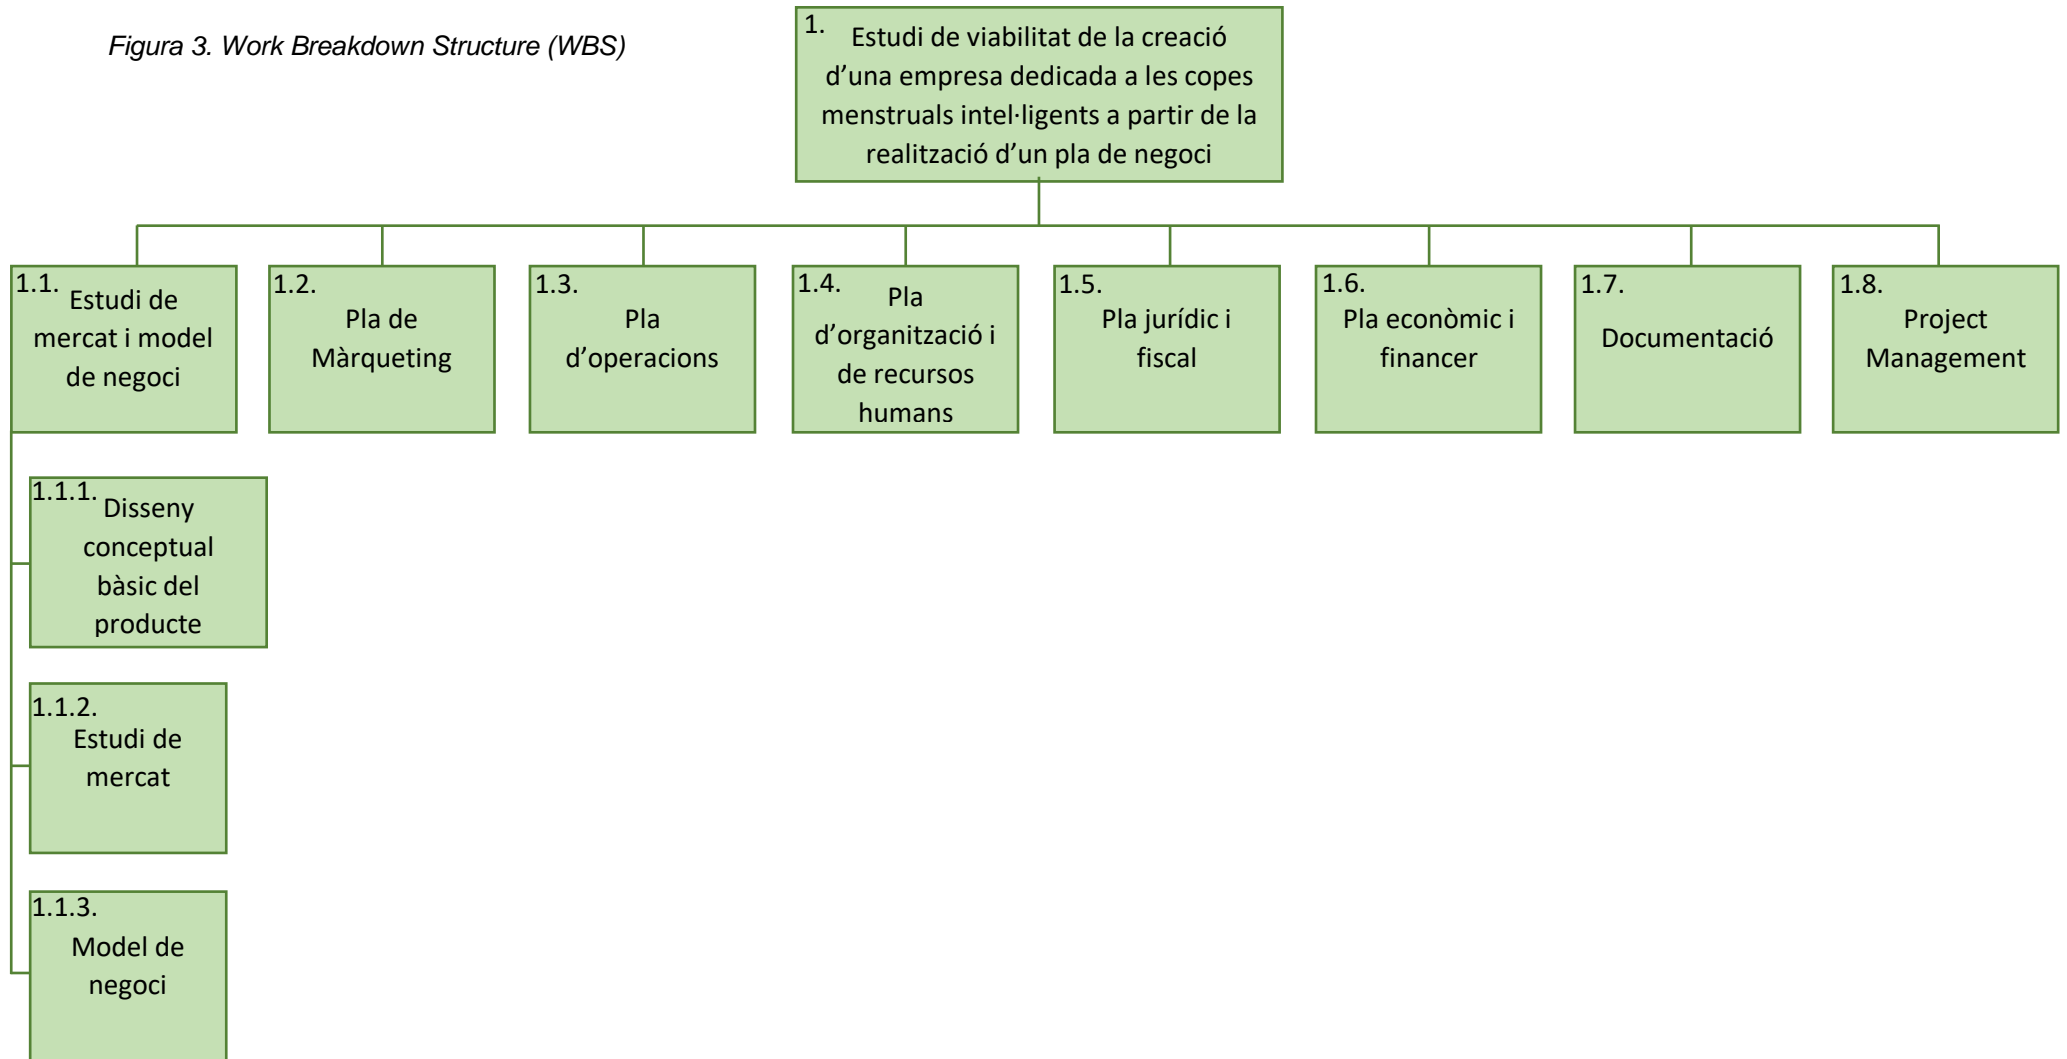 Figura 3. Work Breakdown Structure (WBS)
1.
Estudi de viabilitat de la creació
d’una empresa dedicada a les copes
menstruals intel·ligents a partir de la
realització d’un pla de negoci
1.1.
Estudi de
mercat i model
de negoci
1.2.
Pla de
Màrqueting
1.3.
Pla
d’operacions
1.4.
Pla
d’organització i
de recursos
humans
1.5.
Pla jurídic i
fiscal
1.6.
Pla econòmic i
financer
1.7.
Documentació
1.8.
Project
Management
1.1.1.
Disseny
conceptual
bàsic del
producte
1.1.2.
Estudi de
mercat
1.1.3.
Model de
negoci